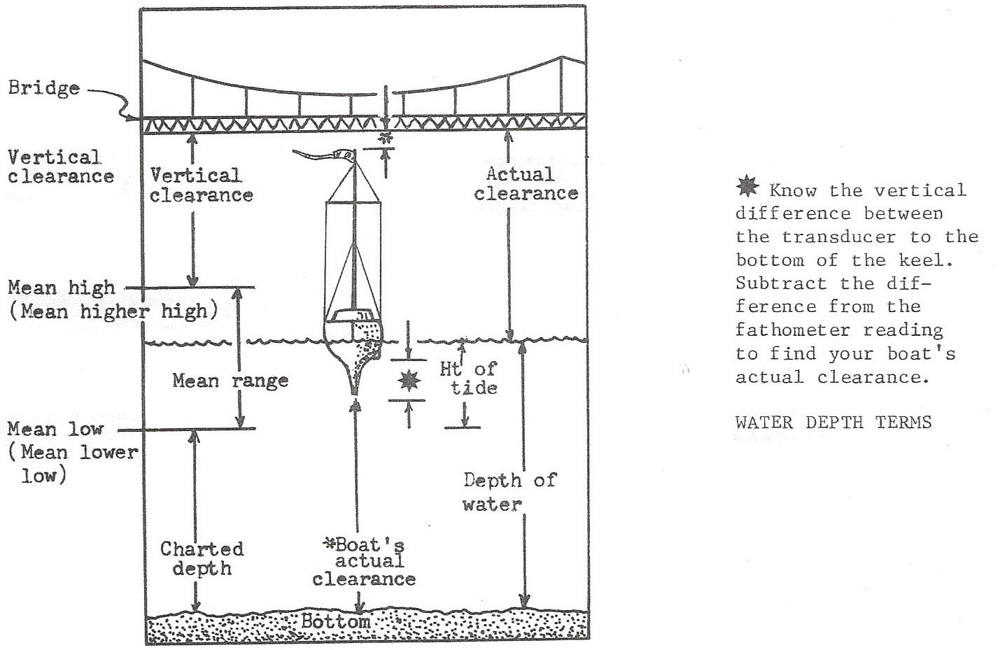 Bridge
Vertical
clearance
Vertical
clearance
Actual
clearance
Mean high
(Mean higher high)
Mean range
Ht of
tide
Mean low
(Mean lower
low)
Depth of
water
Charted
depth
*Boat's
actual
clearance
Bottom
Know the vertical
difference between
the transducer to the
bottom of the keel.
Subtract the dif-
ference from the
fathometer reading
to find your boat's
actual clearance.
WATER DEPTH TERMS